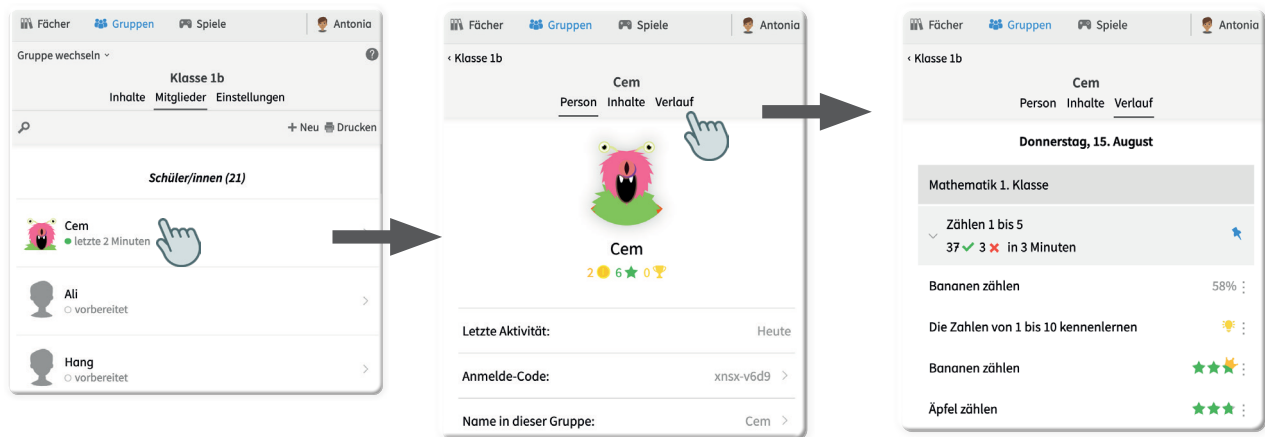 Fächer Gruppen Spiele Antonia
Gruppe wechseln
Klasse 1b
Inhalte Mitglieder Einstellungen
+ Neu Drucken
Schüler/innen (21)
Cem
letzte 2 Minuten
Ali
vorbereitet
Hang
vorbereitet
Fächer Gruppen Spiele Antonia
‹ Klasse 1b
Cem
Person Inhalte Verlauf
Cem
2 6 0
Letzte Aktivität: Heute
Anmelde-Code: xnsx-v6d9
Name in dieser Gruppe: Cem
Fächer Gruppen Spiele Antonia
‹ Klasse 1b
Cem
Person Inhalte Verlauf
Donnerstag, 15. August
Mathematik 1. Klasse
Zählen 1 bis 5
37 3 in 3 Minuten
Bananen zählen 58%
Die Zahlen von 1 bis 10 kennenlernen
Bananen zählen
Äpfel zählen